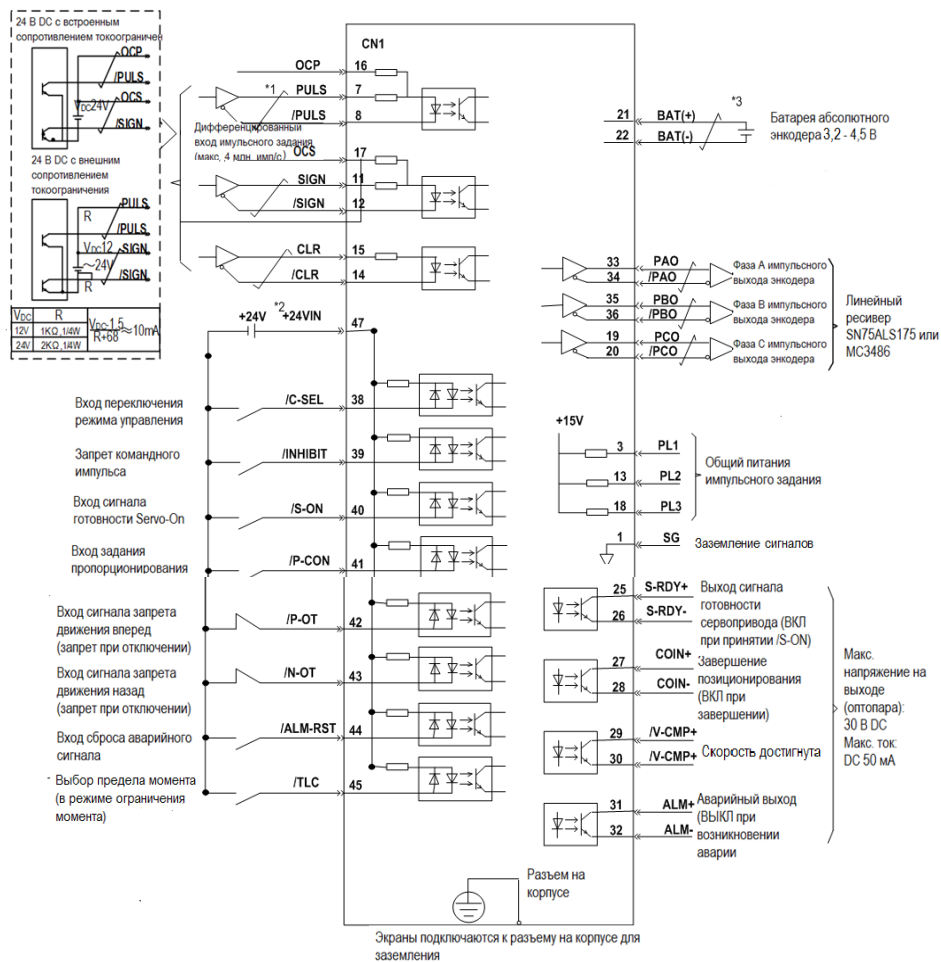 24 В DC с встроенным
сопротивлением токоограничен
OCP
/PULS
OCS
VDC24V
/SIGN
24 В DC с внешним
сопротивлением
токоограничения
R
PULS
/PULS
VDC12
SIGN
~24V
/SIGN
R
VDC R
12V 1KΩ,1/4W
24V 2KΩ,1/4W
VDC-1,5
R+68
≈10mA
CN1
OCP 16
*1 PULS 7
/PULS 8
Дифференцированный
вход имульсного задания
(макс, 4 млн. имп/с)
OCS 17
SIGN 11
/SIGN 12
CLR 15
/CLR 14
*2
+24V +24VIN 47
Вход переключения
режима управления
/C-SEL 38
Запрет командного
импульса
/INHIBIT 39
Вход сигнала
готовности Servo-On
/S-ON 40
Вход задания
пропорционирования
/P-CON 41
Вход сигнала запрета
движения вперед
(запрет при отключении)
/P-OT 42
Вход сигнала запрета
движения назад
(запрет при отключении)
/N-OT 43
Вход сброса аварийного
сигнала
/ALM-RST 44
- Выбор предела момента
(в режиме ограничения
момента)
/TLC 45
*3
21 BAT(+)
22 BAT(-)
Батарея абсолютного
энкодера 3,2 - 4,5 В
33 PAO
34 /PAO
Фаза А импульсного
выхода энкодера
35 PBO
36 /PBO
Фаза В импульсного
выхода энкодера
19 PCO
20 /PCO
Фаза С импульсного
выхода энкодера
Линейный
ресивер
SN75ALS175 или
MC3486
+15V
3 PL1
13 PL2
18 PL3
Общий питания
импульсного задания
1 SG Заземление сигналов
25 S-RDY+
26 S-RDY-
Выход сигнала
готовности
сервопривода (ВКЛ
при принятии /S-ON)
27 COIN+
28 COIN-
Завершение
позиционирования
(ВКЛ при
завершении)
29 /V-CMP+
30 /V-CMP+
Скорость достигнута
31 ALM+
32 ALM-
Аварийный выход
(ВЫКЛ при
возникновении
аварии
Макс.
напряжение на
выходе
(оптопара):
30 В DC
Макс. ток:
DC 50 мА
Разъем на
корпусе
Экраны подключаются к разъему на корпусе для
заземления